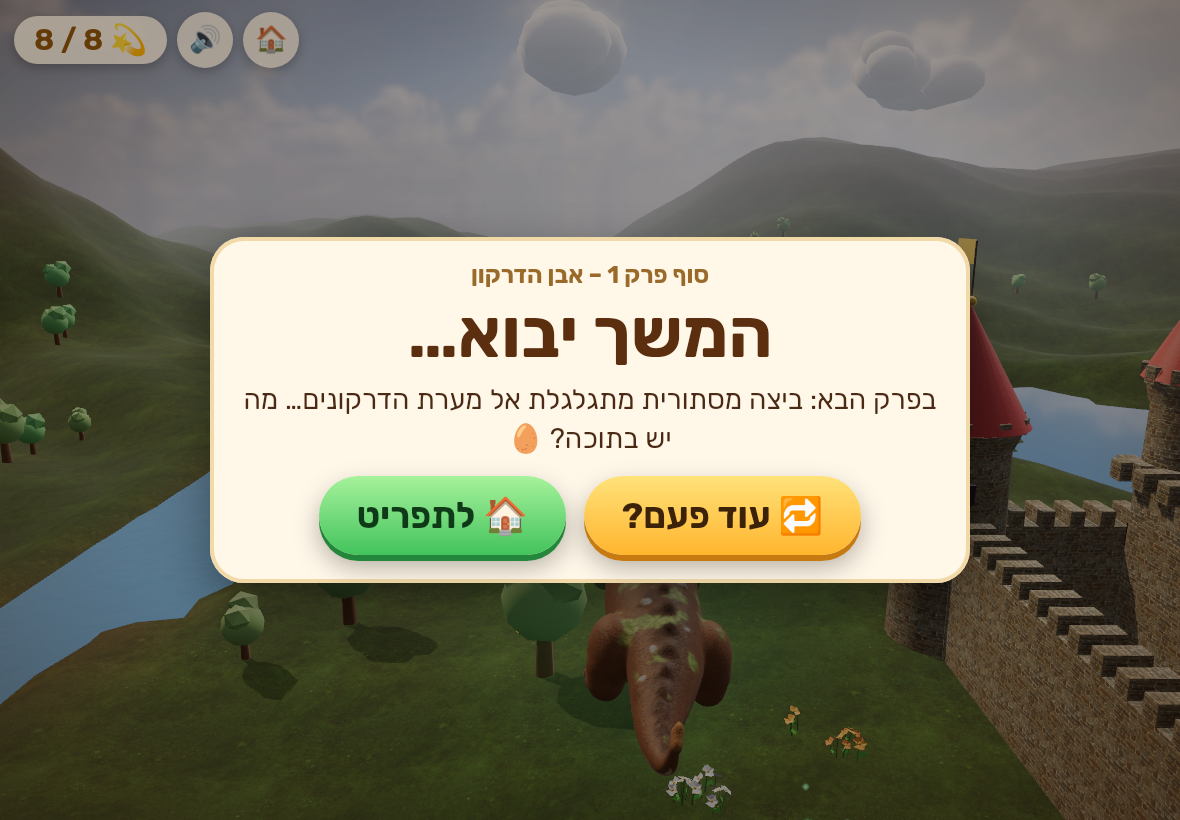 8 / 8
סוף פרק 1 – אבן הדרקון
המשך יבוא...
בפרק הבא: ביצה מסתורית מתגלגלת אל מערת הדרקונים... מה
יש בתוכה?
עוד פעם?
לתפריט